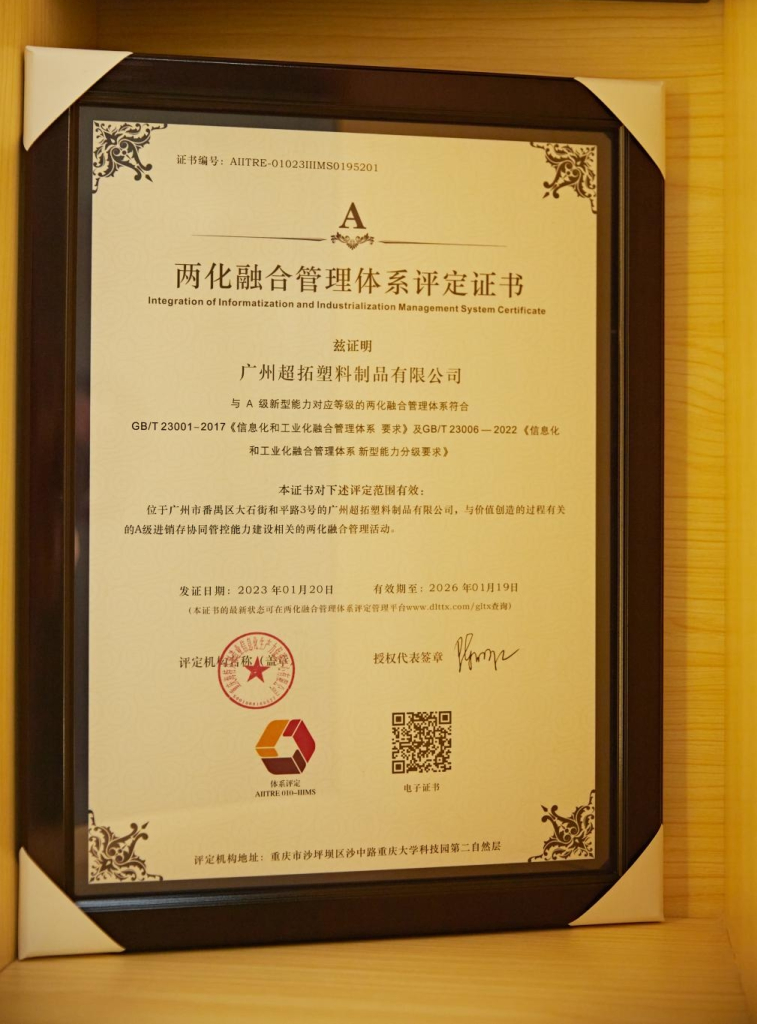 证书编号：AIITRE-01023IIIMS0195201
A
两化融合管理体系评定证书
Integration of Informatization and Industrialization Management System Certificate
兹证明
广州超拓塑料制品有限公司
与 A 级新型能力对应等级的两化融合管理体系符合
GB/T 23001-2017《信息化和工业化融合管理体系 要求》及GB/T 23006 — 2022 《信息化
和工业化融合管理体系 新型能力分级要求》
本证书对下述评定范围有效：
位于广州市番禺区大石街和平路3号的广州超拓塑料制品有限公司，与价值创造的过程有关
的A级进销存协同管控能力建设相关的两化融合管理活动。
发证日期：2023 年01月20日 有效期至：2026 年01月19日
（本证书的最新状态可在两化融合管理体系评定管理平台www.dlttx.com/gltx查询）
评定机构名称（盖章） 授权代表签章
体系评定
AIITRE 010-IIIMS
电子证书
评定机构地址：重庆市沙坪坝区沙中路重庆大学科技园第二自然层